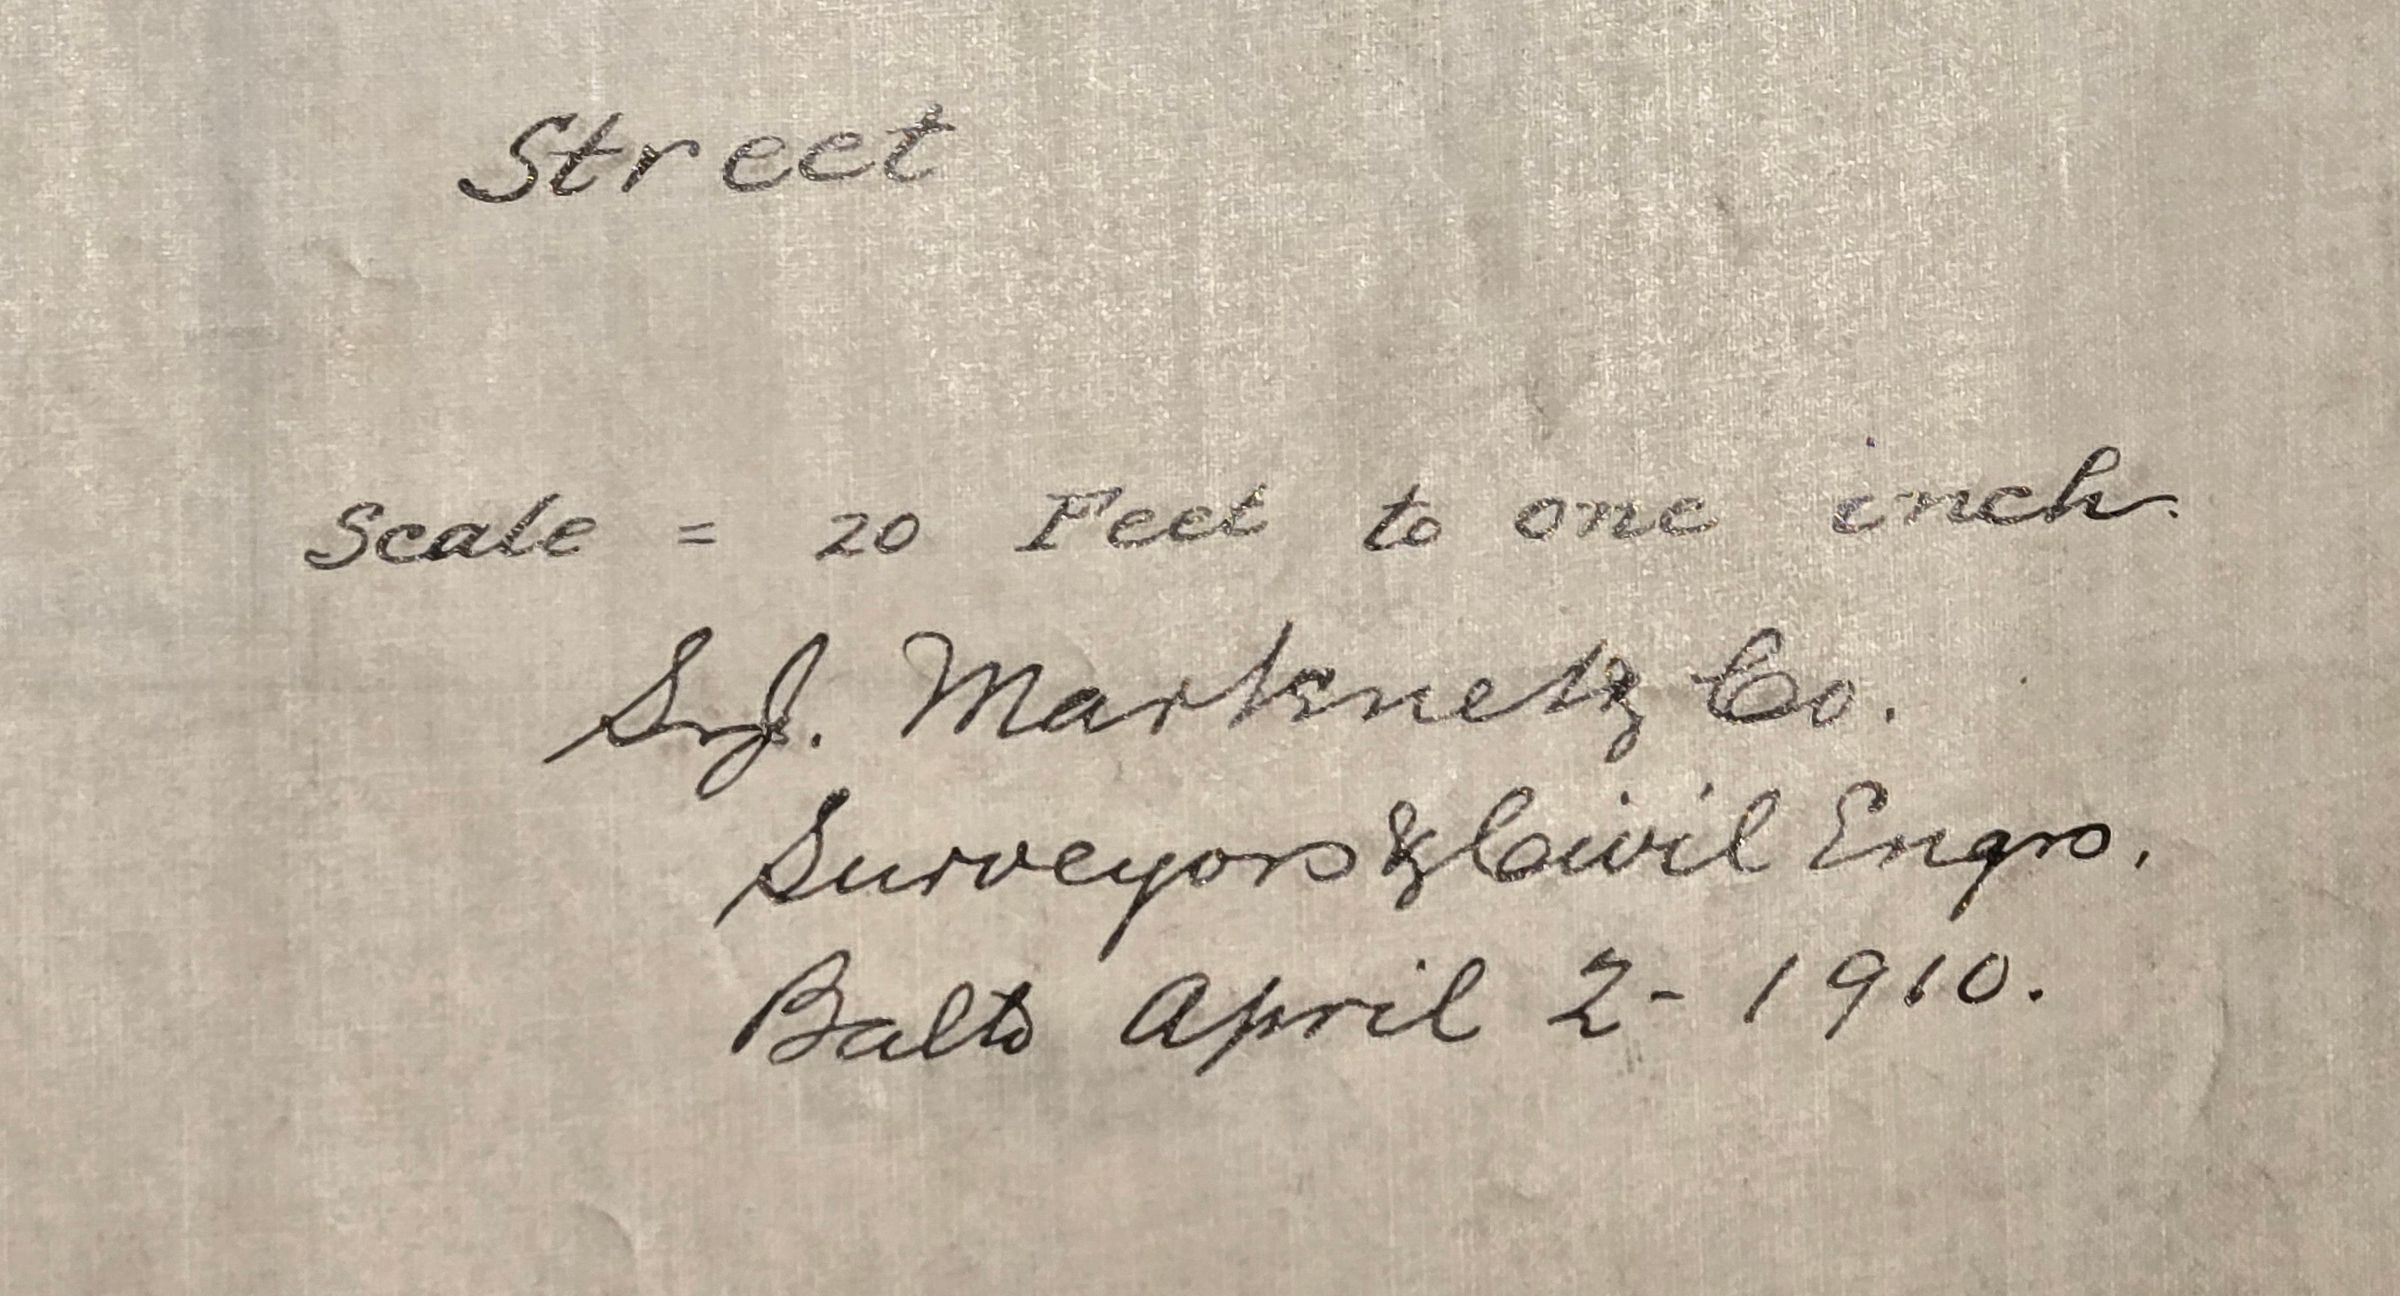 Street
Scale = 20 Feet to one inch.
S.J. Martenet & Co.
Surveyors & Civil Engrs.
Balto April 2 - 1910.